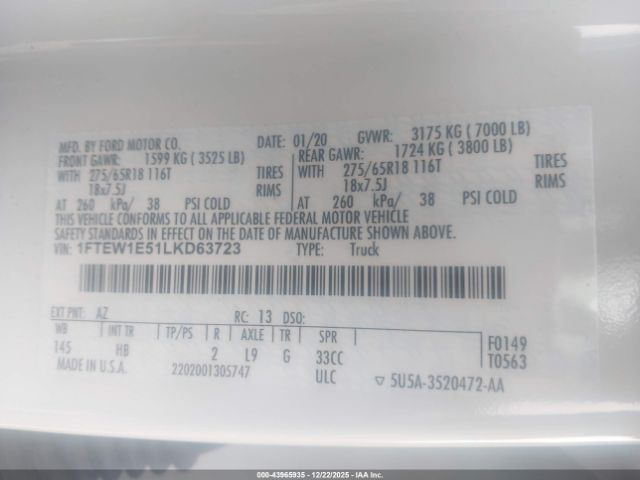 MFD. BY FORD MOTOR CO. DATE: 01/20 GVWR: 3175 KG ( 7000 LB)
FRONT GAWR: 1599 KG ( 3525 LB) REAR GAWR: 1724 KG ( 3800 LB)
WITH 275/65R18 116T TIRES WITH 275/65R18 116T TIRES
18x7.5J RIMS 18x7.5J RIMS
AT 260 kPa/ 38 PSI COLD AT 260 kPa/ 38 PSI COLD
THIS VEHICLE CONFORMS TO ALL APPLICABLE FEDERAL MOTOR VEHICLE
SAFETY STANDARDS IN EFFECT ON THE DATE OF MANUFACTURE SHOWN ABOVE.
VIN: 1FTEW1E51LKD63723 TYPE: Truck
EXT PNT: AZ RC: 13 DSO:
WB INT TR TP/PS R AXLE TR SPR F0149
145 HB 2 L9 G 33CC T0563
MADE IN U.S.A. 2202001305747 ULC ▽ 5U5A-3520472-AA
000-43965935 - 12/22/2025 - IAABUYERACCOUNT